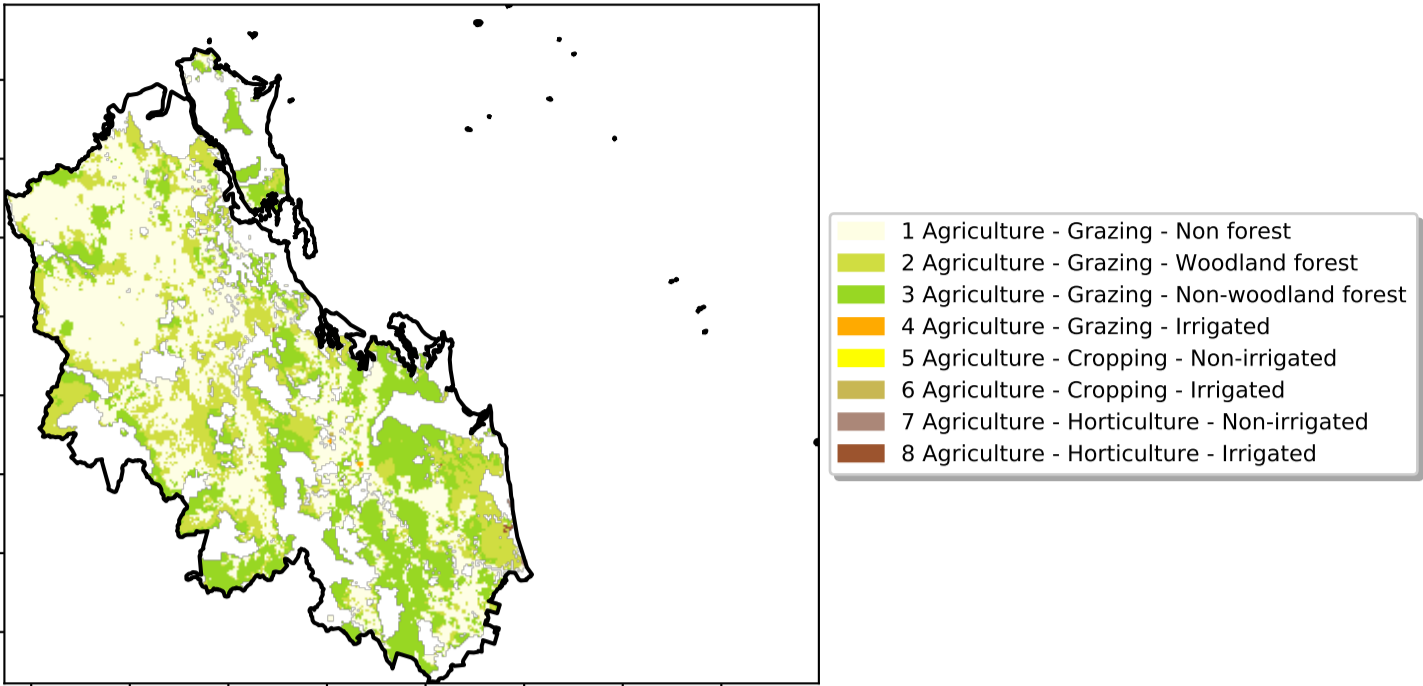 1 Agriculture - Grazing - Non forest
2 Agriculture - Grazing - Woodland forest
3 Agriculture - Grazing - Non-woodland forest
4 Agriculture - Grazing - Irrigated
5 Agriculture - Cropping - Non-irrigated
6 Agriculture - Cropping - Irrigated
7 Agriculture - Horticulture - Non-irrigated
8 Agriculture - Horticulture - Irrigated